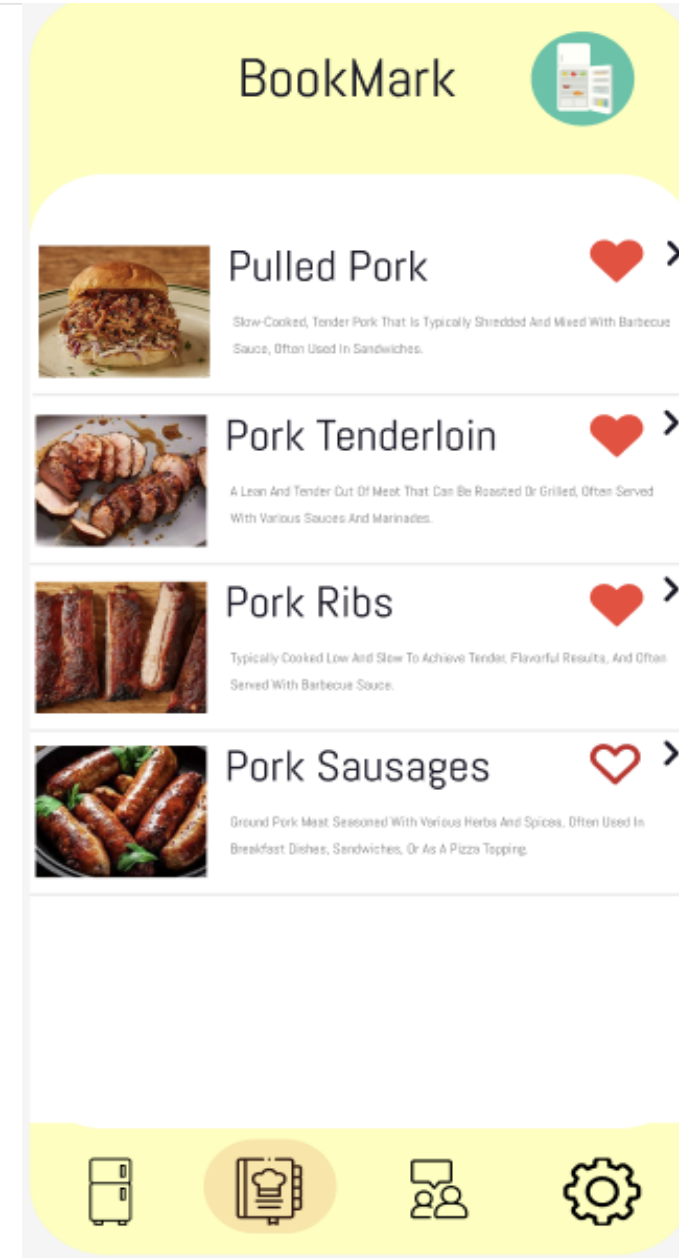 BookMark
Pulled Pork
Slow-Cooked, Tender Pork That Is Typically Shredded And Mixed With Barbecue
Sauce, Often Used In Sandwiches.
Pork Tenderloin
A Lean And Tender Cut Of Meat That Can Be Roasted Or Grilled, Often Served
With Various Sauces And Marinades.
Pork Ribs
Typically Cooked Low And Slow To Achieve Tender, Flavorful Results, And Often
Served With Barbecue Sauce.
Pork Sausages
Ground Pork Meat Seasoned With Various Herbs And Spices, Often Used In
Breakfast Dishes, Sandwiches, Or As A Pizza Topping.